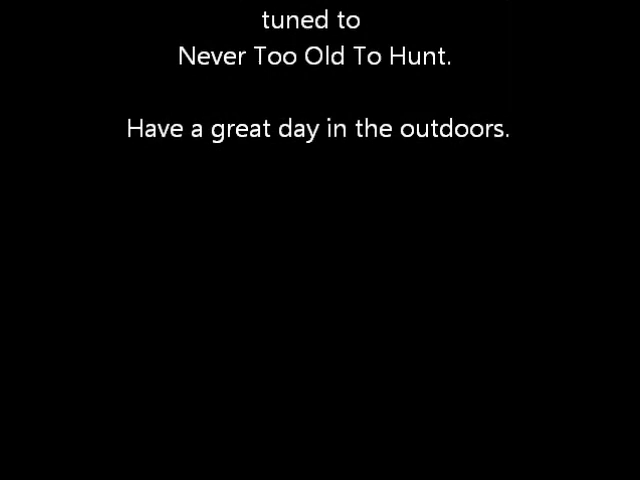 tuned to
Never Too Old To Hunt.
Have a great day in the outdoors.